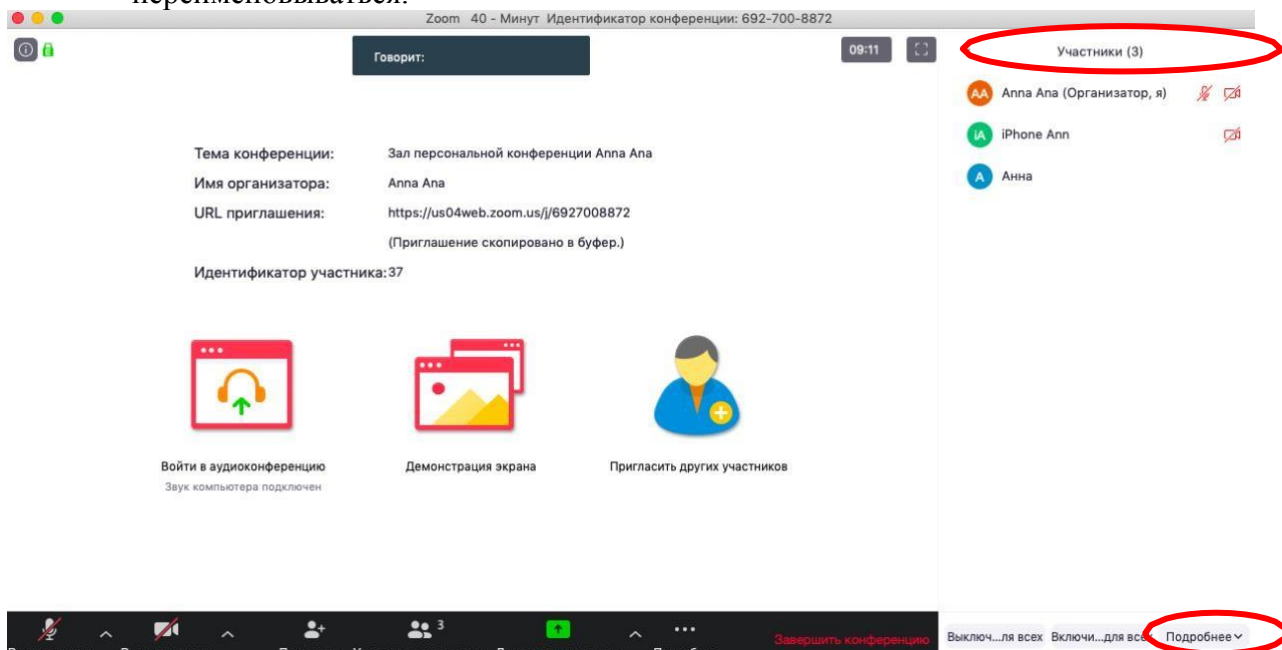 переименовываться.
Zoom 40 - Минут Идентификатор конференции: 692-700-8872
Говорит:
09:11
Участники (3)
AA Anna Ana (Организатор, я)
iA iPhone Ann
А Анна
Тема конференции: Зал персональной конференции Anna Ana
Имя организатора: Anna Ana
URL приглашения: https://us04web.zoom.us/j/6927008872
(Приглашение скопировано в буфер.)
Идентификатор участника: 37
Войти в аудиоконференцию
Звук компьютера подключен
Демонстрация экрана
Пригласить других участников
3
Завершить конференцию
Выключ...ля всех Включи...для всех Подробнее